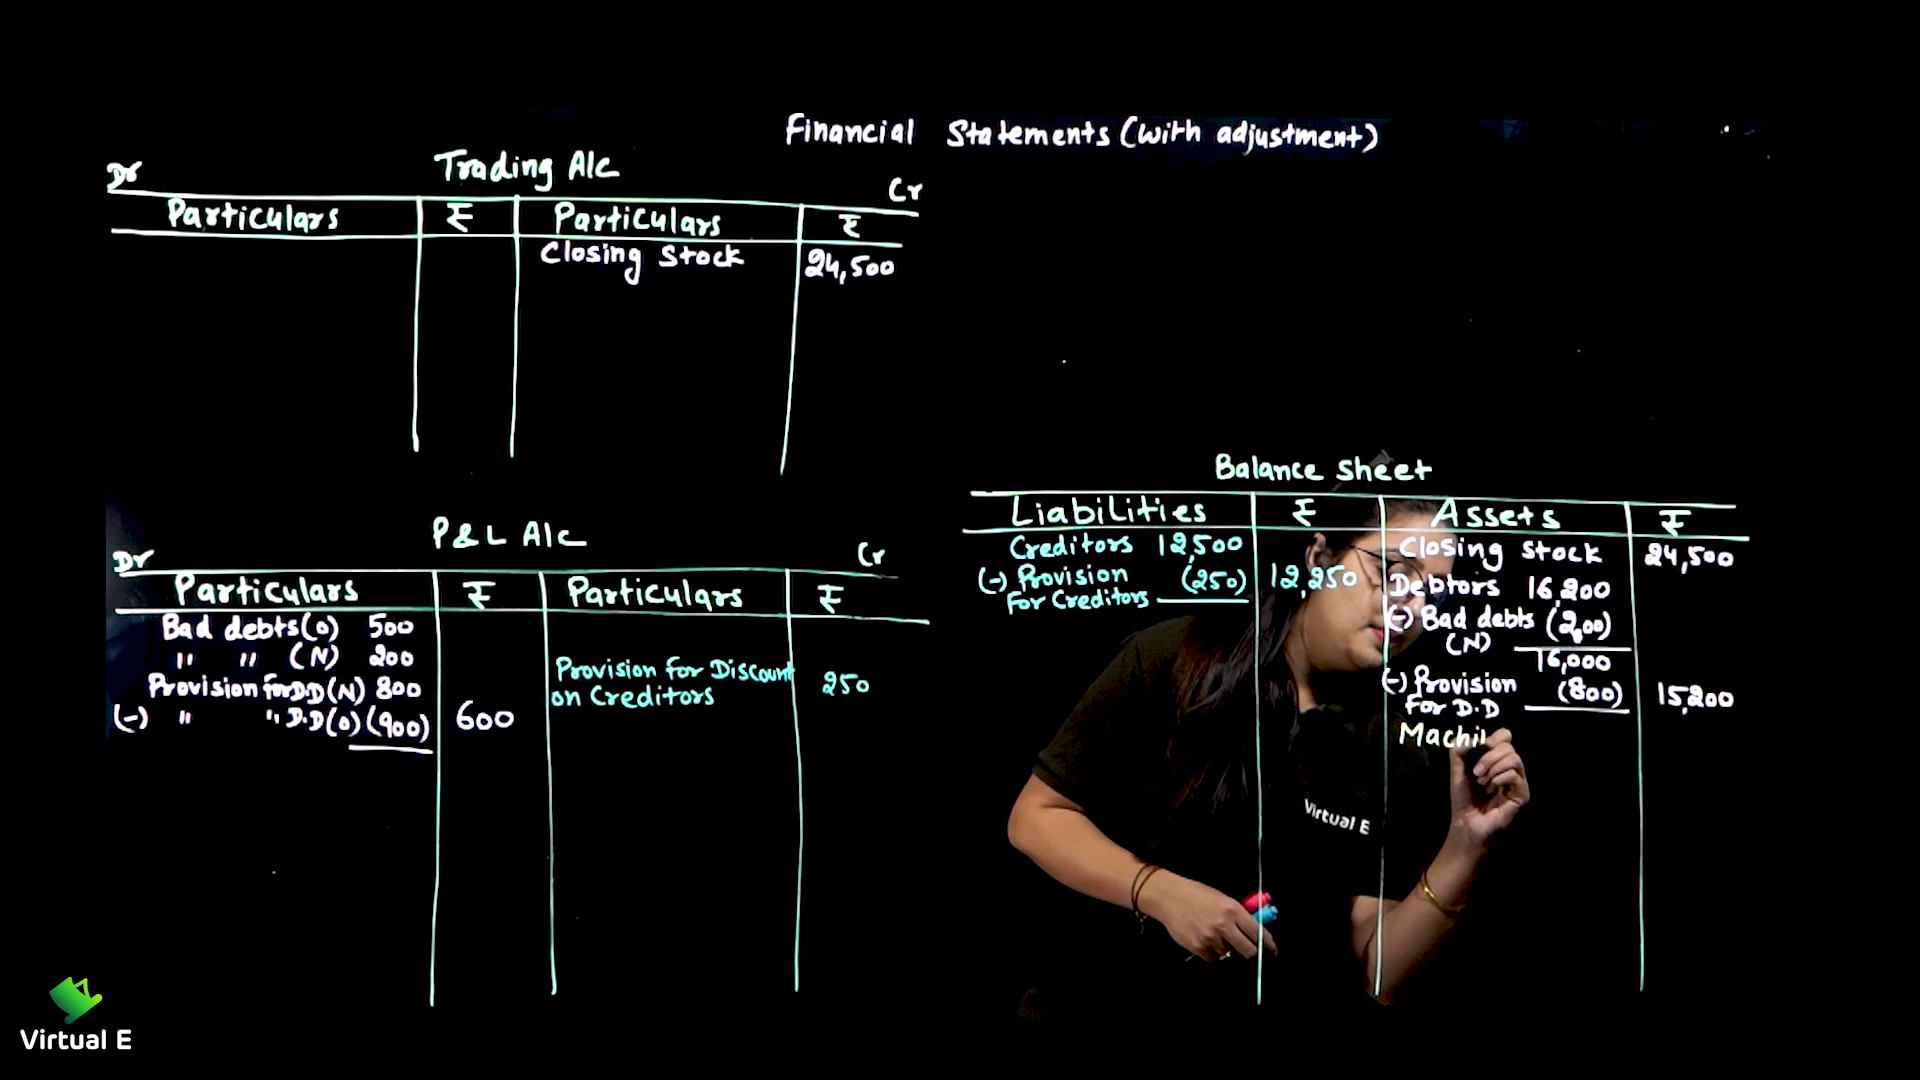 Financial Statements (with adjustment)
Trading A/c
Dr Cr
Particulars ₹ Particulars ₹
Closing stock 24,500
P & L A/c
Dr Cr
Particulars ₹ Particulars ₹
Bad debts (O) 500
" " (N) 200
Provision for D.D (N) 800
(-) " " D.D (O) (900) 600
Provision for Discount
on Creditors 250
Balance sheet
Liabilities ₹ Assets ₹
Creditors 12,500
(-) Provision (250) 12,250
for Creditors
Closing stock 24,500
Debtors 16,200
(-) Bad debts (200)
(N)
16,000
(-) Provision (800) 15,200
for D.D
Machi
Virtual E
Virtual E